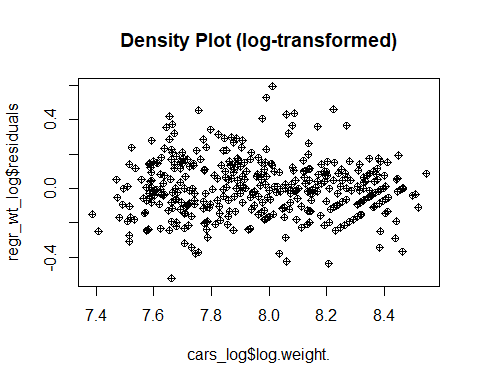 Density Plot (log-transformed)
regr_wt_log$residuals
0.4
0.0
-0.4
7.4 7.6 7.8 8.0 8.2 8.4
cars_log$log.weight.